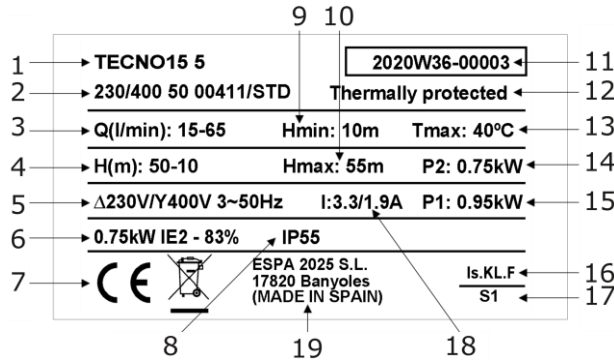 9 10
1 TECNO15 5 2020W36-00003 11
2 230/400 50 00411/STD Thermally protected 12
3 Q(l/min): 15-65 Hmin: 10m Tmax: 40ºC 13
4 H(m): 50-10 Hmax: 55m P2: 0.75kW 14
5 Δ230V/Y400V 3~50Hz I:3.3/1.9A P1: 0.95kW 15
6 0.75kW IE2 - 83% IP55
7 CE ESPA 2025 S.L. Is.KL.F 16
17820 Banyoles
(MADE IN SPAIN) S1 17
8 19 18